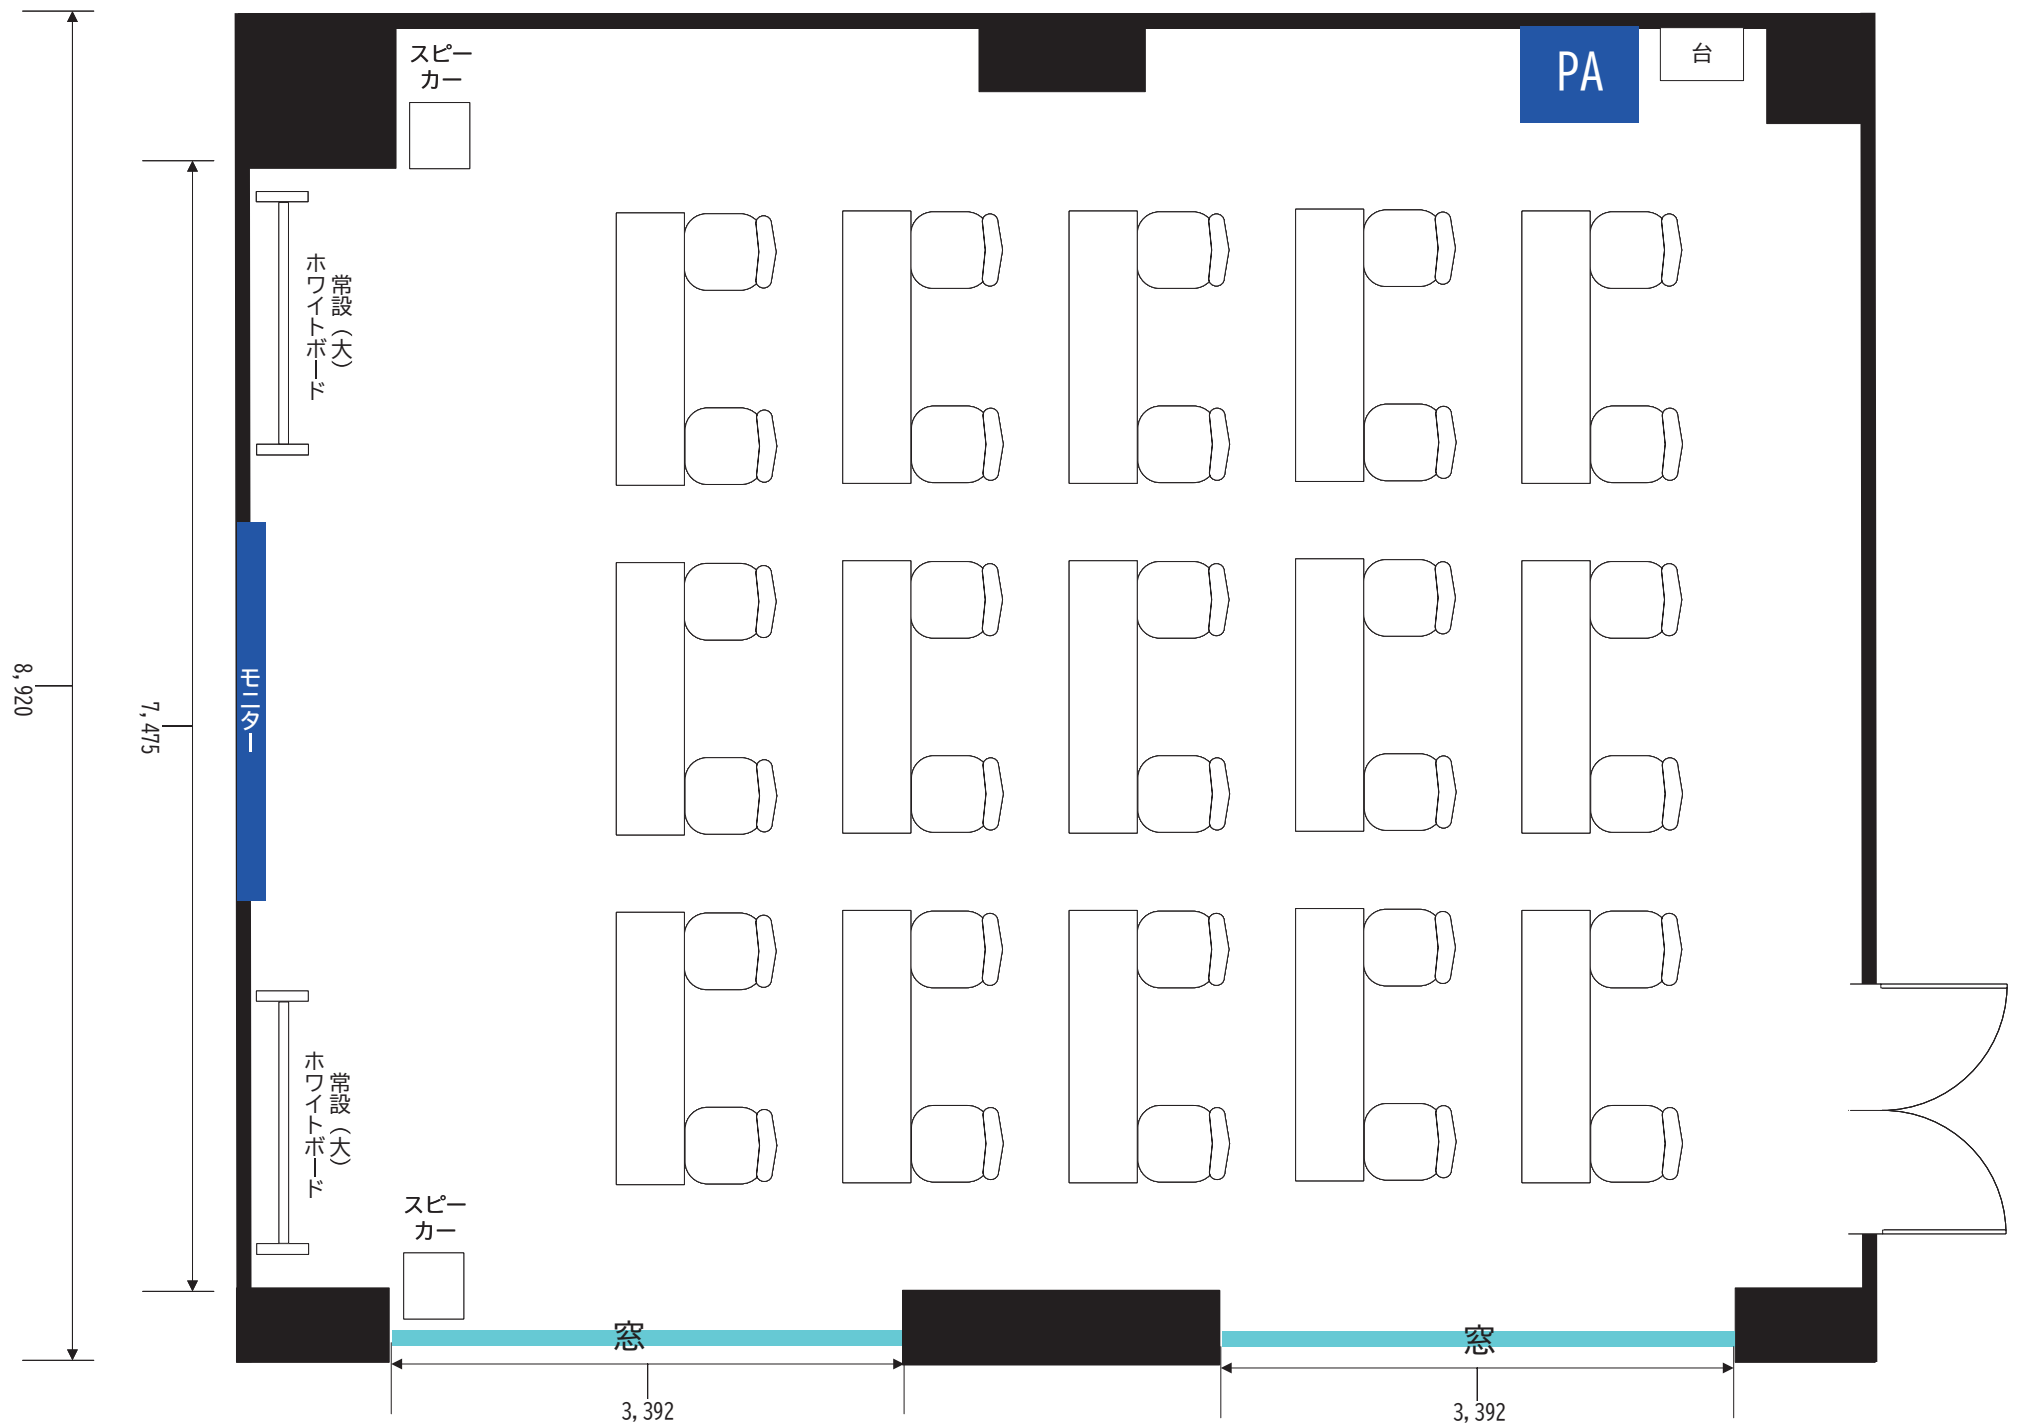 スピー
カー
PA
台
常設（大）
ホワイトボード
8,920
7,475
モニター
常設（大）
ホワイトボード
スピー
カー
窓
窓
3,392
3,392